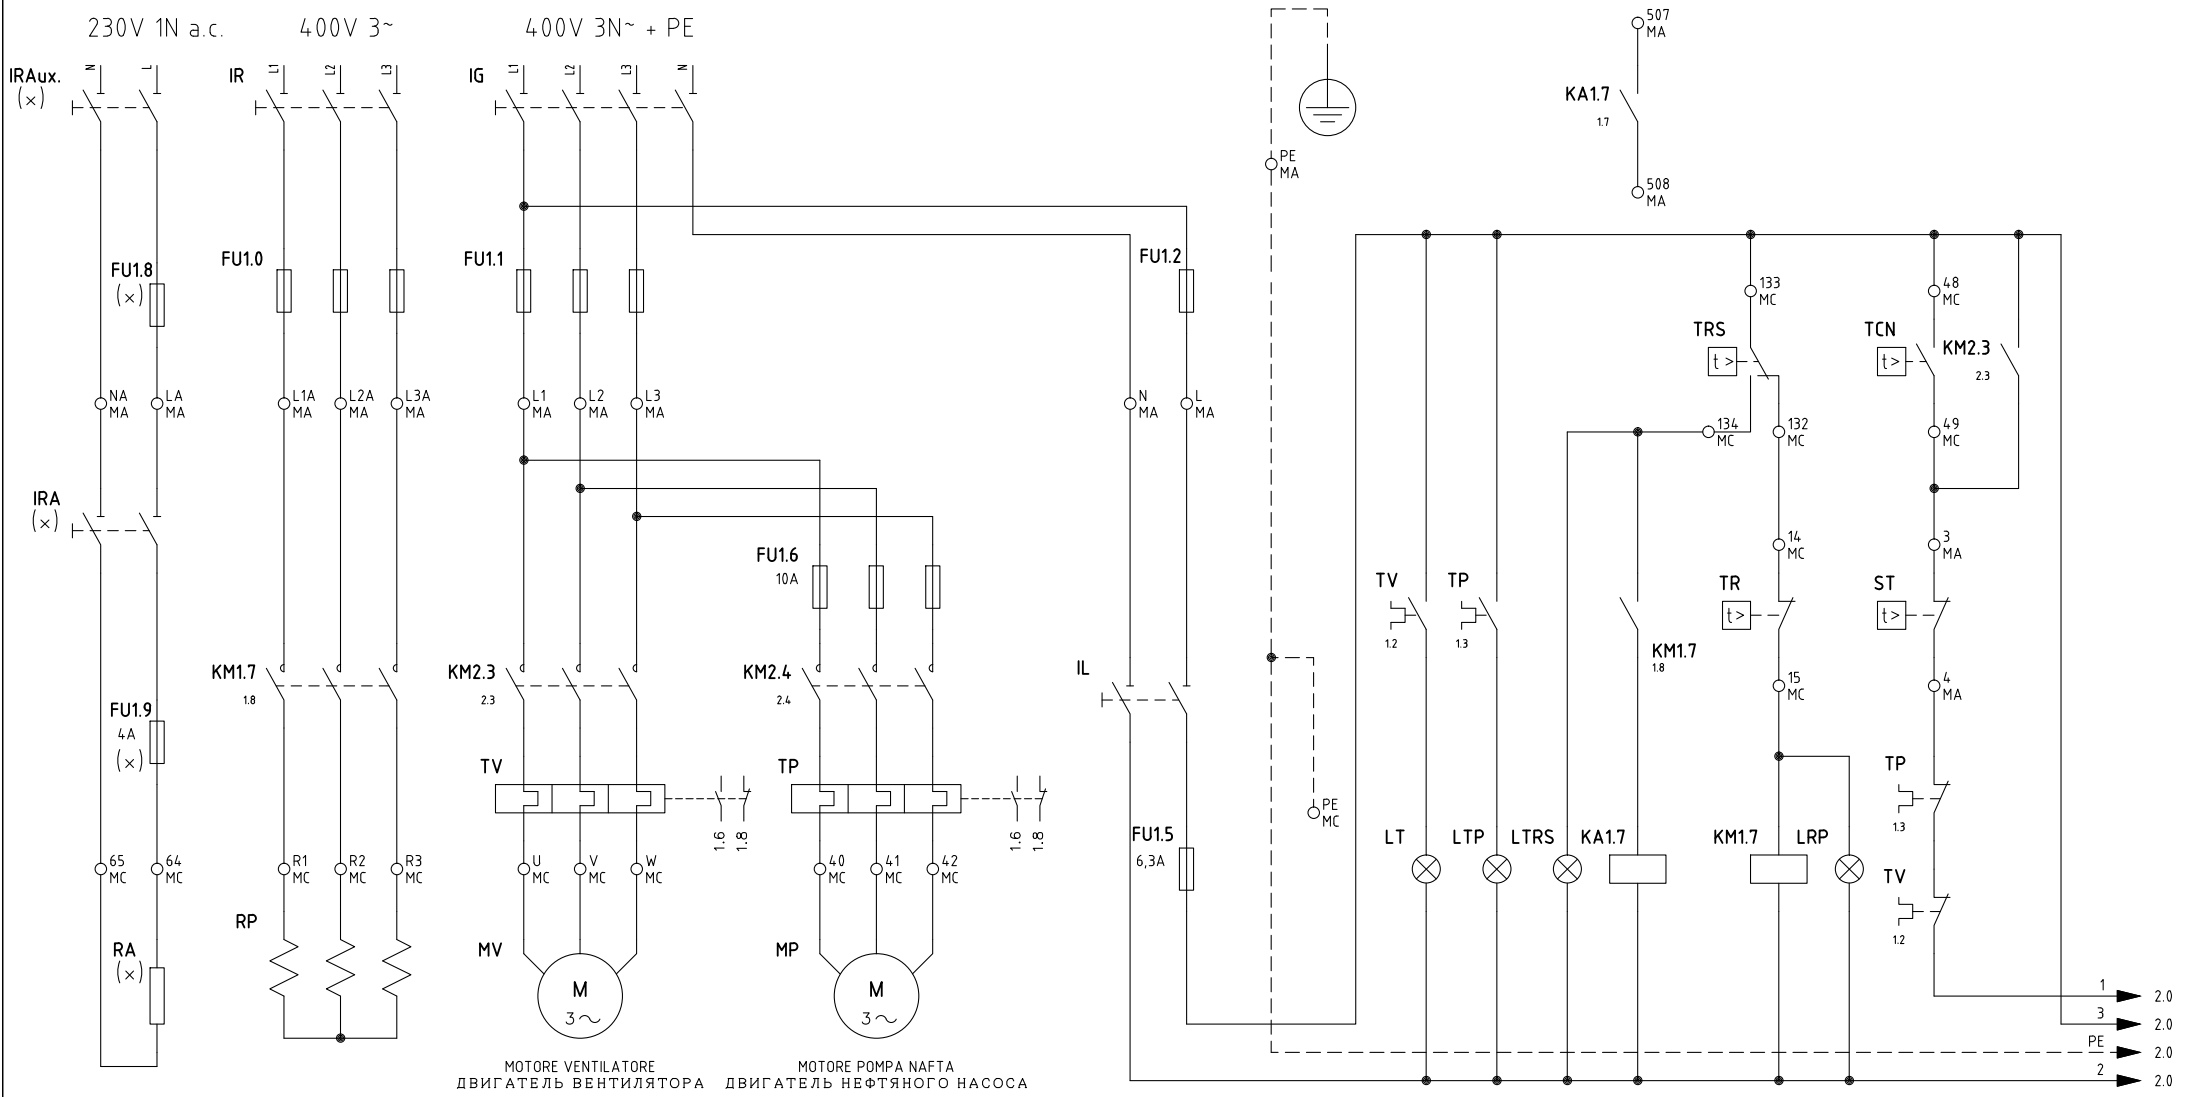 230V 1N a.c.
400V 3~
400V 3N~ + PE
IRAux.
(x)
N
L
IR
L1
L2
L3
IG
L1
L2
L3
N
PE
MA
507
MA
KA1.7
1.7
508
MA
FU1.8
(x)
FU1.0
FU1.1
FU1.2
133
MC
48
MC
TRS
t>
TCN
t>
KM2.3
2.3
NA
MA
LA
MA
L1A
MA
L2A
MA
L3A
MA
L1
MA
L2
MA
L3
MA
N
MA
L
MA
134
MC
132
MC
49
MC
IRA
(x)
FU1.6
10A
14
MC
3
MA
TV
1.2
TP
1.3
TR
t>
ST
t>
KM1.7
1.8
KM2.3
2.3
KM2.4
2.4
IL
KM1.7
1.8
15
MC
4
MA
FU1.9
4A
(x)
TV
1.6
1.8
TP
1.6
1.8
PE
MC
TP
1.3
FU1.5
6,3A
LT
LTP
LTRS
KA1.7
KM1.7
LRP
65
MC
64
MC
R1
MC
R2
MC
R3
MC
U
MC
V
MC
W
MC
40
MC
41
MC
42
MC
TV
1.2
RA
(x)
RP
MV
M
3~
MP
M
3~
1
2.0
3
2.0
PE
2.0
2
2.0
MOTORE VENTILATORE
ДВИГАТЕЛЬ ВЕНТИЛЯТОРА
MOTORE POMPA NAFTA
ДВИГАТЕЛЬ НЕФТЯНОГО НАСОСА